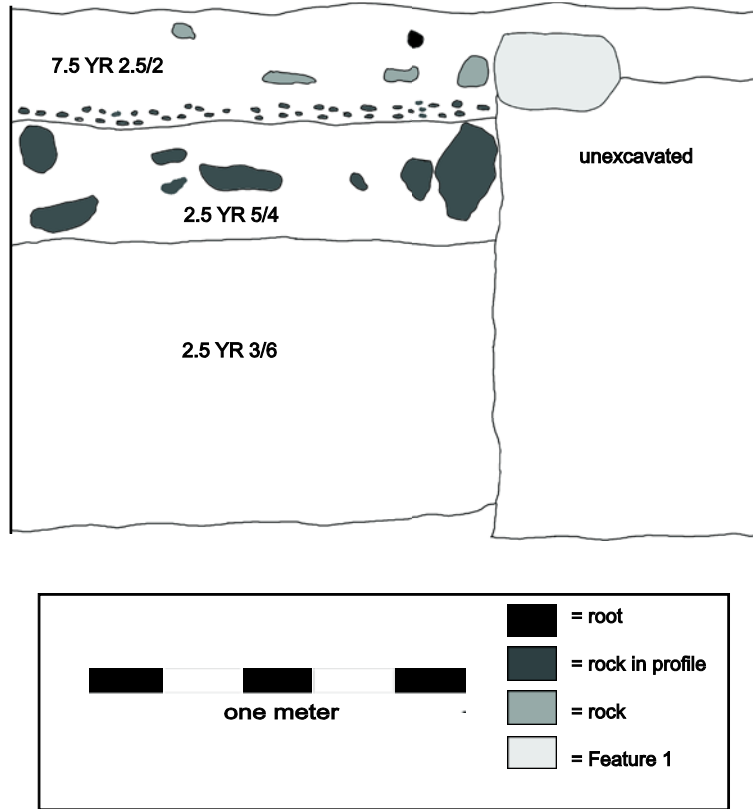 7.5 YR 2.5/2
unexcavated
2.5 YR 5/4
2.5 YR 3/6
one meter
= root
= rock in profile
= rock
= Feature 1